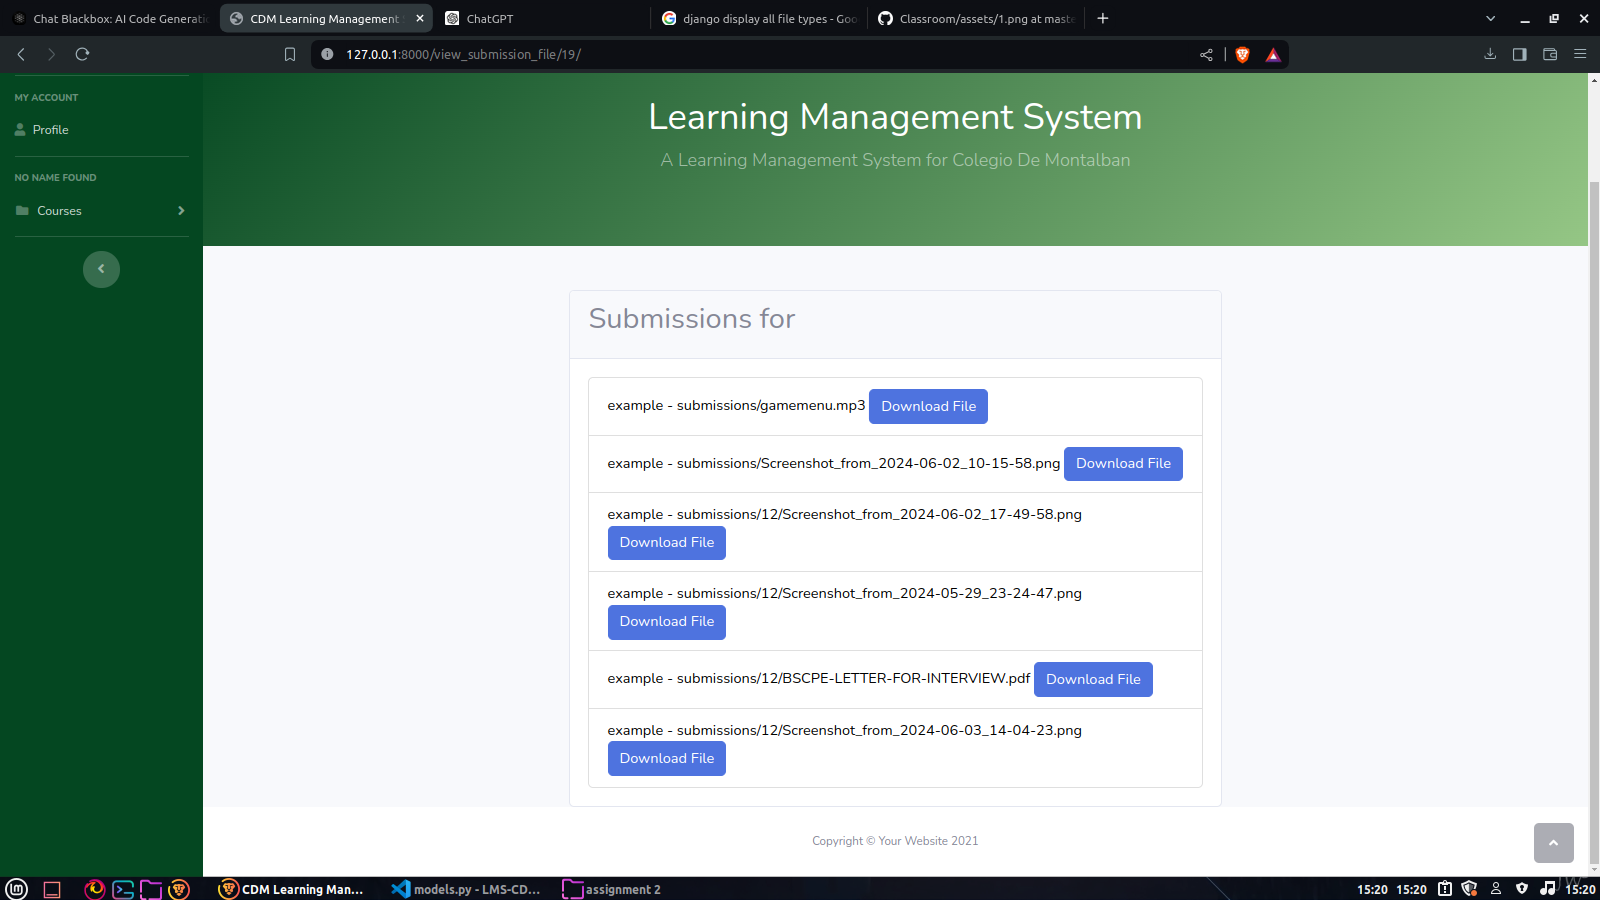 Chat Blackbox: AI Code Generatio
CDM Learning Management
ChatGPT
django display all file types - Goo
Classroom/assets/1.png at maste
127.0.0.1:8000/view_submission_file/19/
MY ACCOUNT
Profile
NO NAME FOUND
Courses
Learning Management System
A Learning Management System for Colegio De Montalban
Submissions for
example - submissions/gamemenu.mp3 Download File
example - submissions/Screenshot_from_2024-06-02_10-15-58.png Download File
example - submissions/12/Screenshot_from_2024-06-02_17-49-58.png
Download File
example - submissions/12/Screenshot_from_2024-05-29_23-24-47.png
Download File
example - submissions/12/BSCPE-LETTER-FOR-INTERVIEW.pdf Download File
example - submissions/12/Screenshot_from_2024-06-03_14-04-23.png
Download File
Copyright © Your Website 2021
CDM Learning Man...
models.py - LMS-CD...
assignment 2
15:20 15:20 15:20